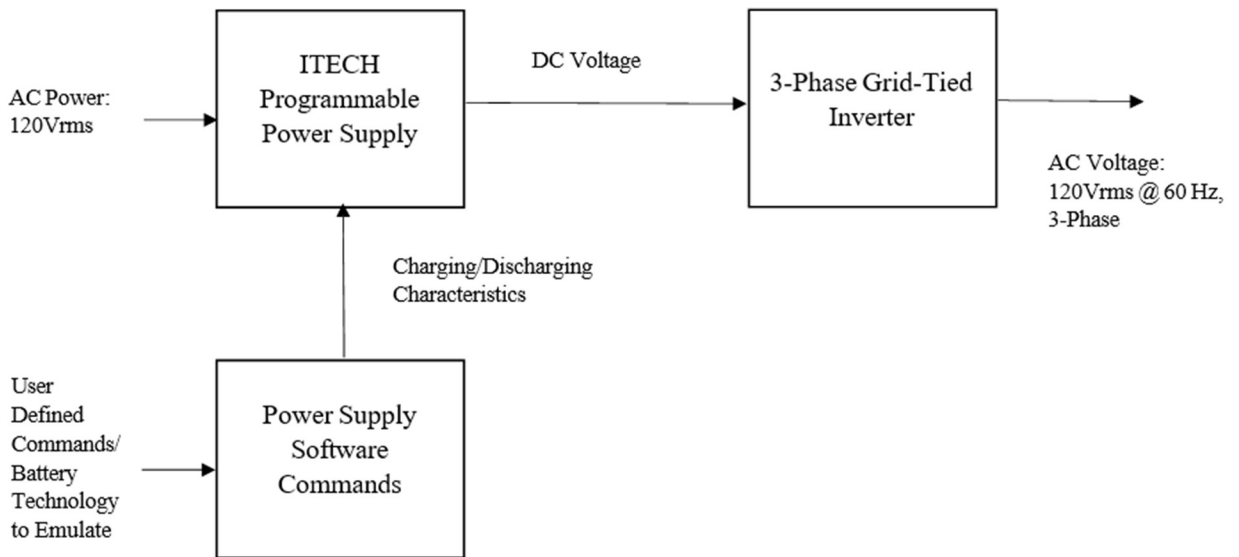 AC Power:
120Vrms
ITECH
Programmable
Power Supply
DC Voltage
3-Phase Grid-Tied
Inverter
AC Voltage:
120Vrms @ 60 Hz,
3-Phase
Charging/Discharging
Characteristics
User
Defined
Commands/
Battery
Technology
to Emulate
Power Supply
Software
Commands